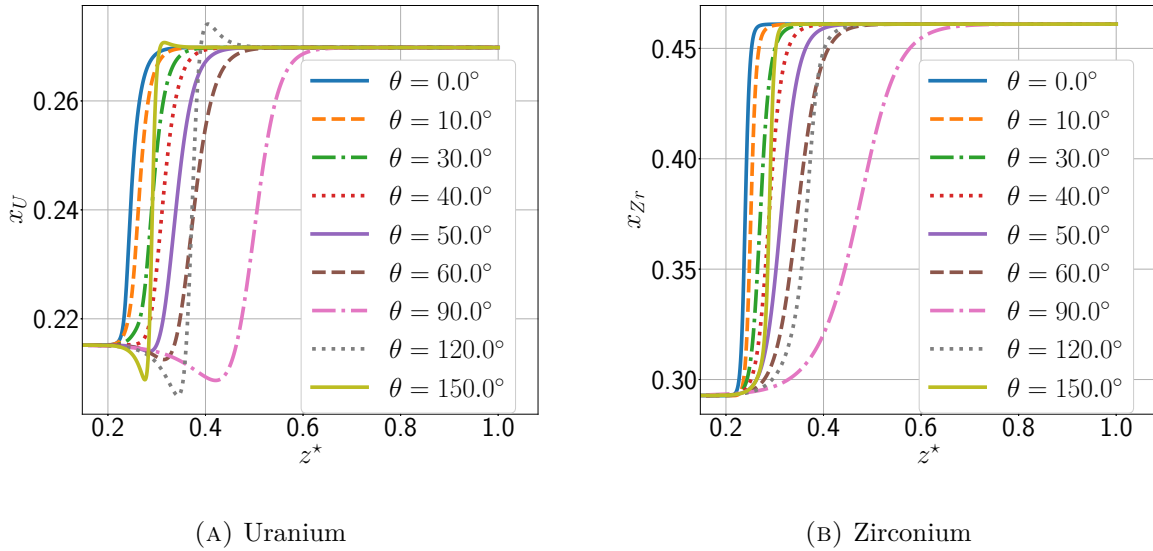 0.26
0.24
0.22
x_U
0.2 0.4 0.6 0.8 1.0
z⋆
θ = 0.0°
θ = 10.0°
θ = 30.0°
θ = 40.0°
θ = 50.0°
θ = 60.0°
θ = 90.0°
θ = 120.0°
θ = 150.0°
(A) Uranium
0.45
0.40
0.35
0.30
x_{Zr}
0.2 0.4 0.6 0.8 1.0
z⋆
θ = 0.0°
θ = 10.0°
θ = 30.0°
θ = 40.0°
θ = 50.0°
θ = 60.0°
θ = 90.0°
θ = 120.0°
θ = 150.0°
(B) Zirconium